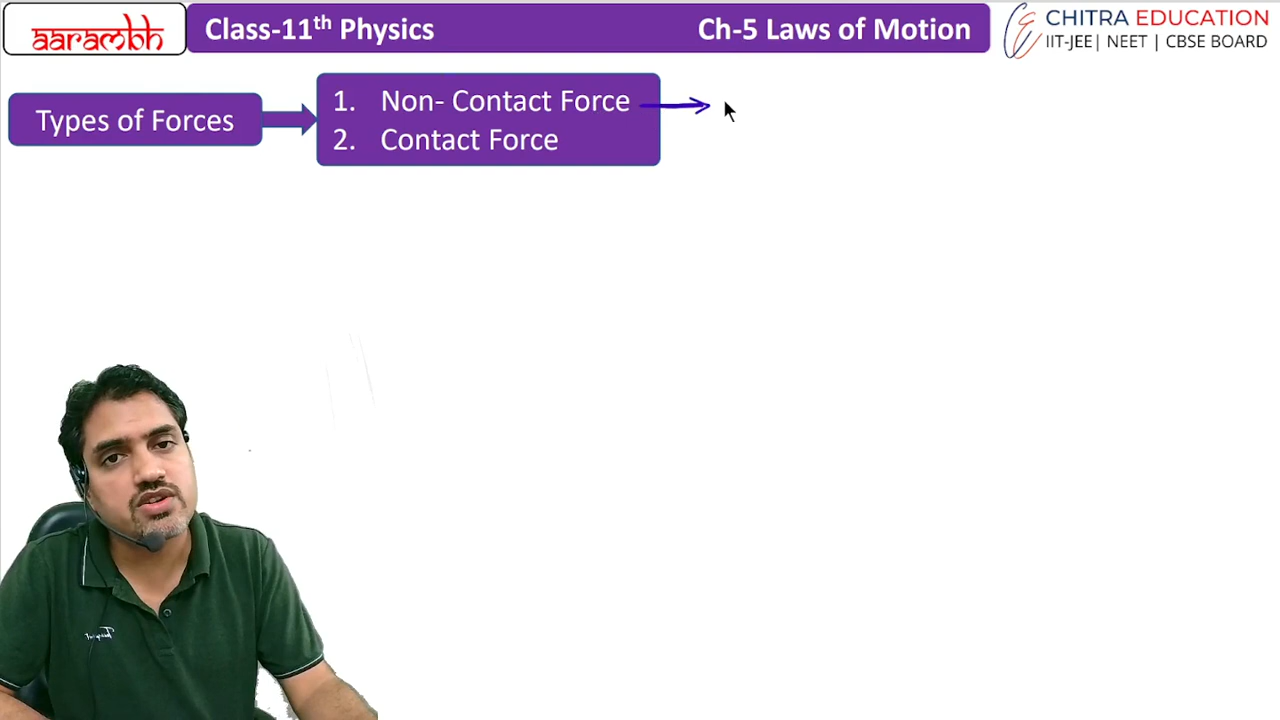 aarambh
Class-11th Physics
Ch-5 Laws of Motion
CHITRA EDUCATION
IIT-JEE| NEET | CBSE BOARD
Types of Forces
1. Non- Contact Force
2. Contact Force